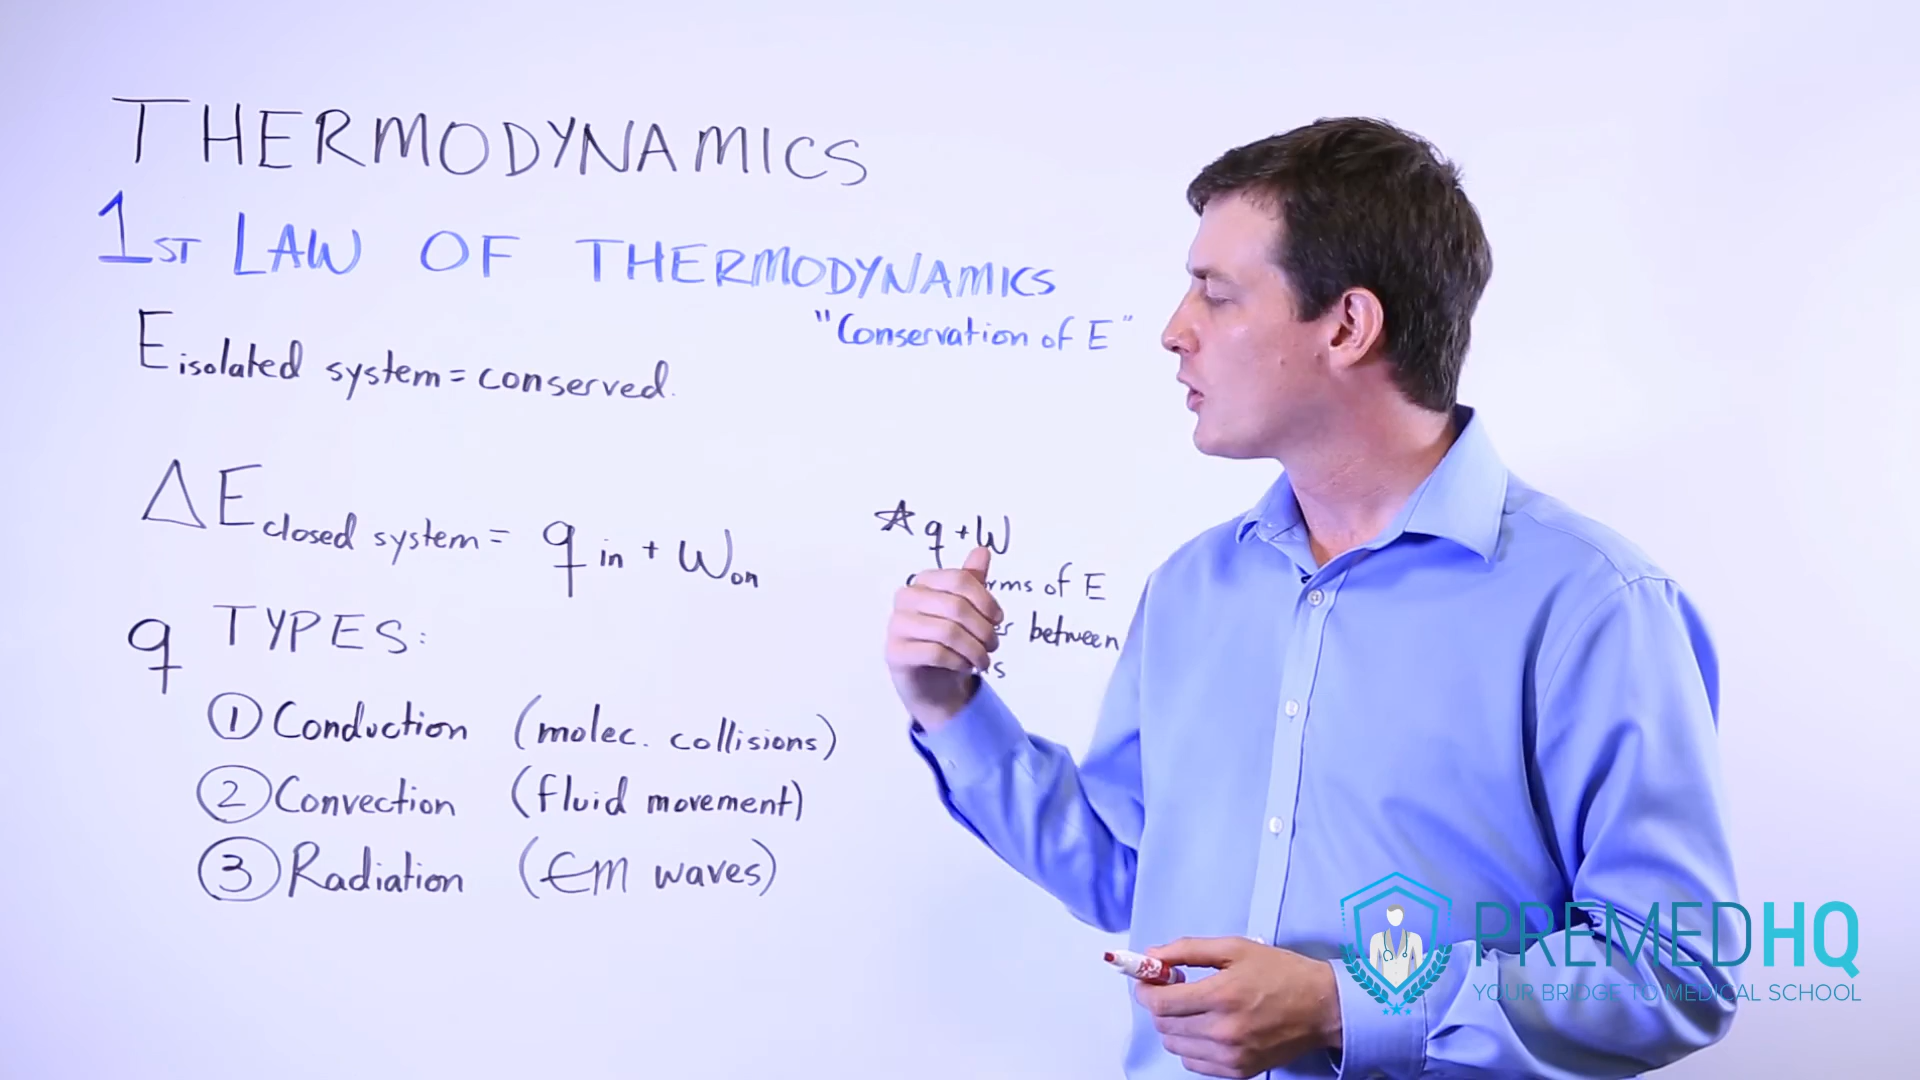 THERMODYNAMICS
1ST LAW OF THERMODYNAMICS
"Conservation of E"
E isolated system = conserved.
ΔE closed system = q in + W on
☆ q + W
of E
between
q TYPES:
① Conduction (molec. collisions)
② Convection (fluid movement)
③ Radiation (EM waves)
PREMEDHQ
YOUR BRIDGE TO MEDICAL SCHOOL